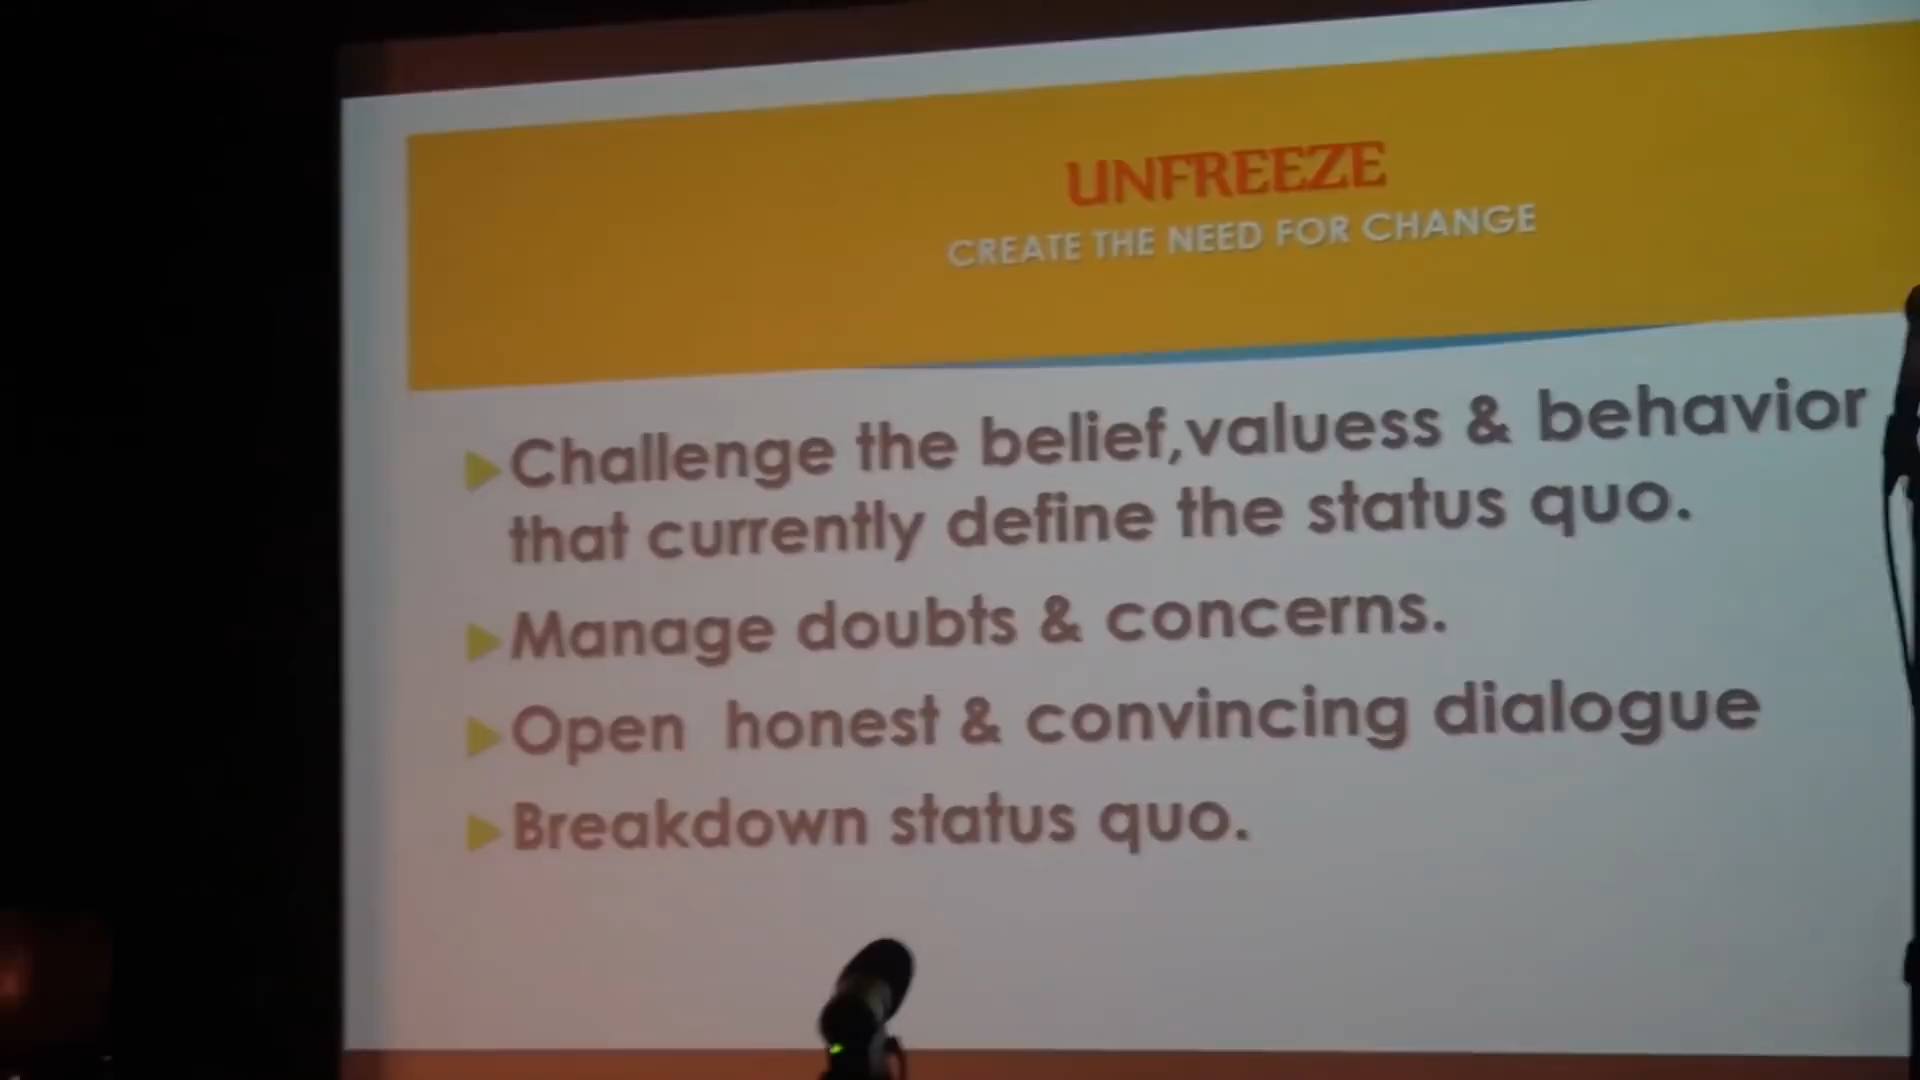 UNFREEZE
CREATE THE NEED FOR CHANGE
Challenge the belief,valuess & behavior
that currently define the status quo.
Manage doubts & concerns.
Open honest & convincing dialogue
Breakdown status quo.